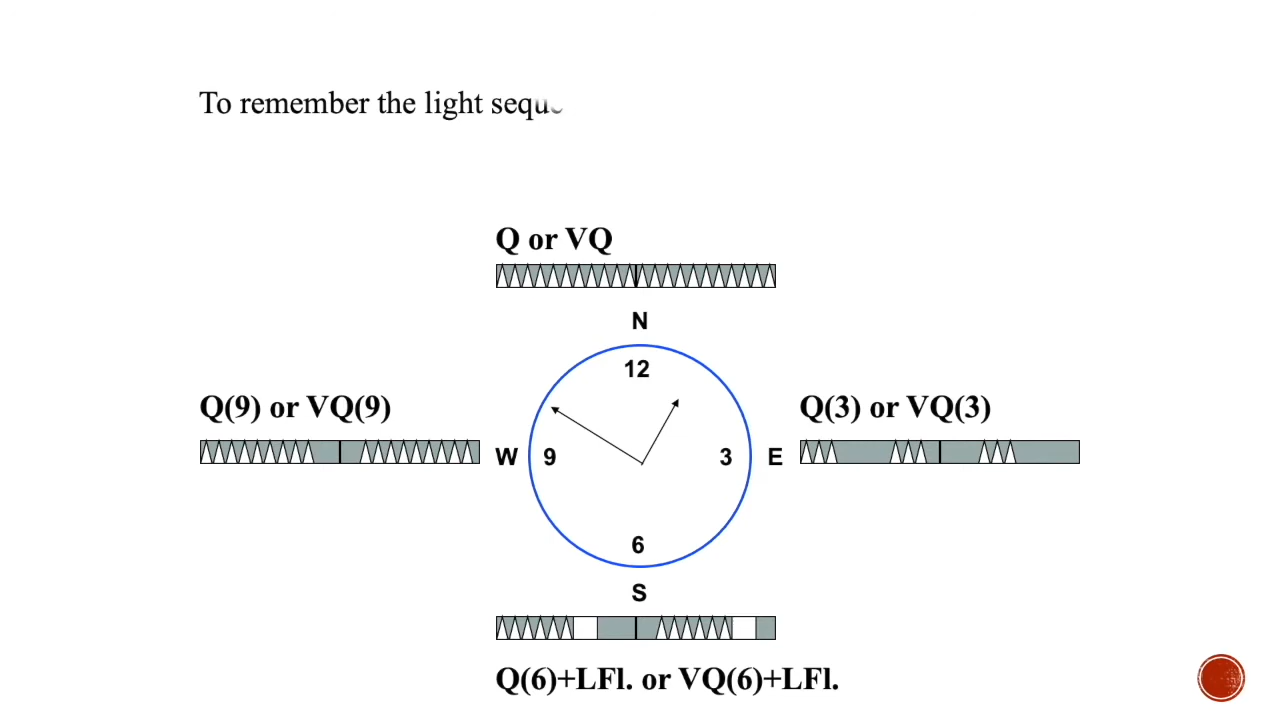 To remember the light
Q or VQ
N
12
Q(9) or VQ(9)
Q(3) or VQ(3)
W 9 3 E
6
S
Q(6)+LFl. or VQ(6)+LFl.